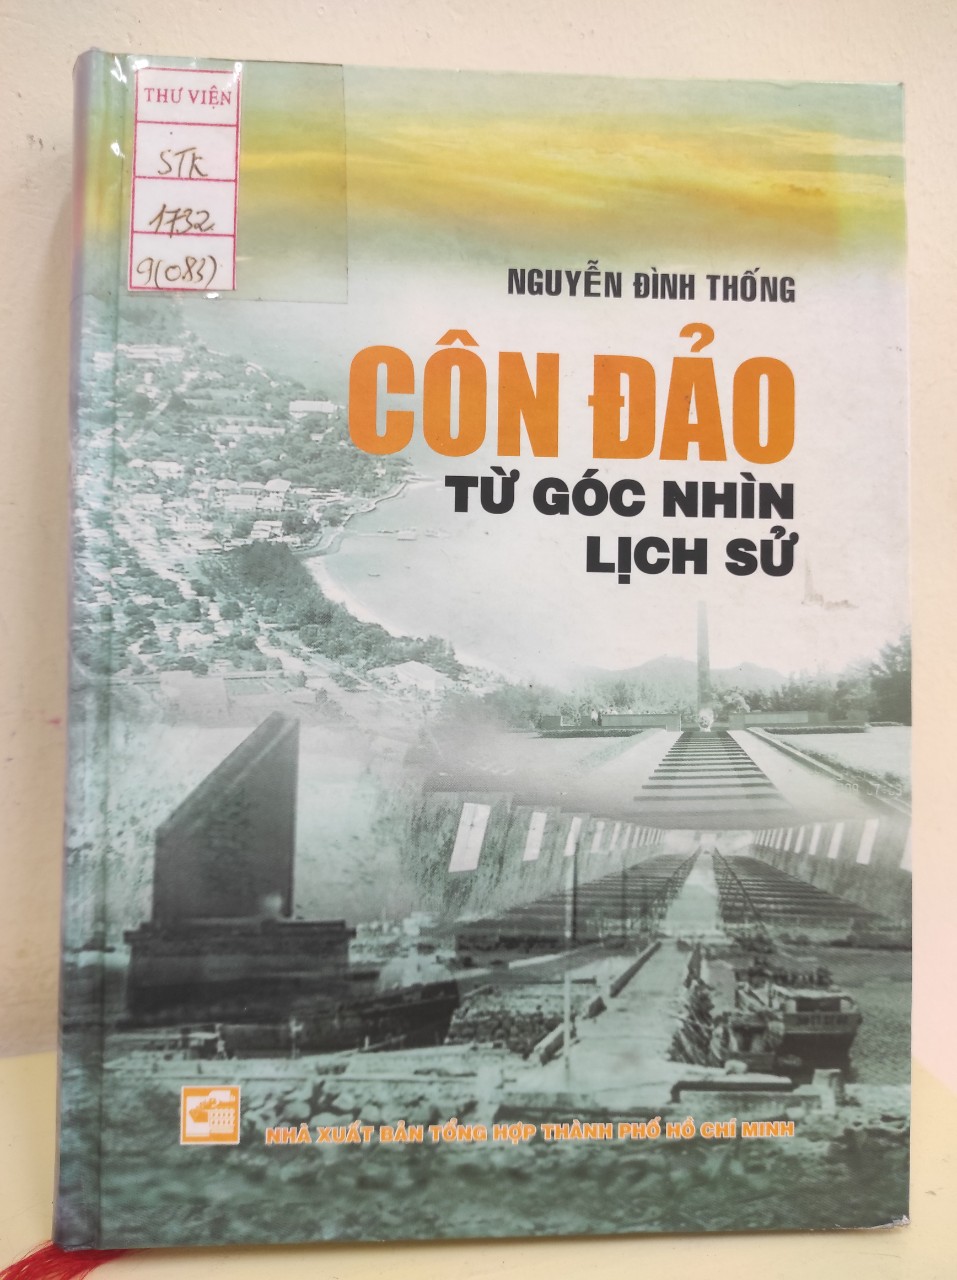 THƯ VIỆN
STK
1732
9(083)
NGUYỄN ĐÌNH THỐNG
CÔN ĐẢO
TỪ GÓC NHÌN
LỊCH SỬ
NHÀ XUẤT BẢN TỔNG HỢP THÀNH PHỐ HỒ CHÍ MINH